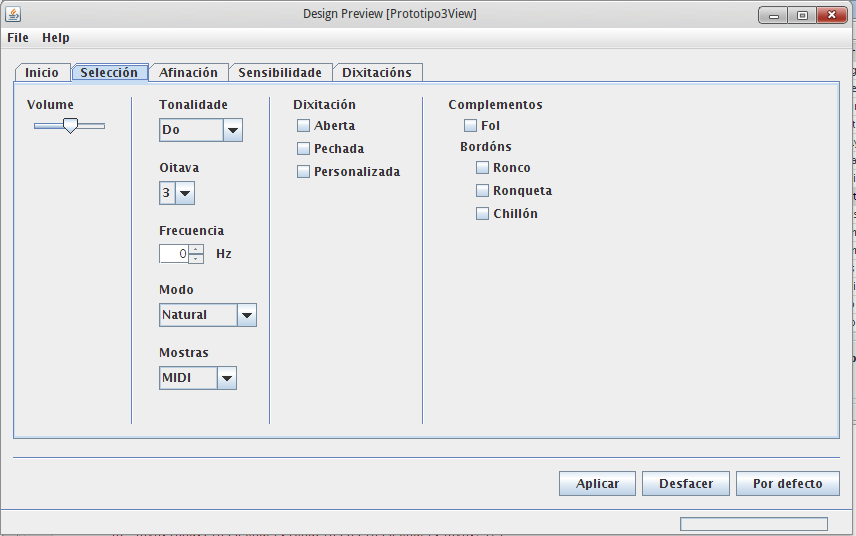 Design Preview [Prototipo3View]
File Help
Inicio Selección Afinación Sensibilidade Dixitacións
Volume
Tonalidade
Do
Oitava
3
Frecuencia
0 Hz
Modo
Natural
Mostras
MIDI
Dixitación
Aberta
Pechada
Personalizada
Complementos
Fol
Bordóns
Ronco
Ronqueta
Chillón
Aplicar Desfacer Por defecto